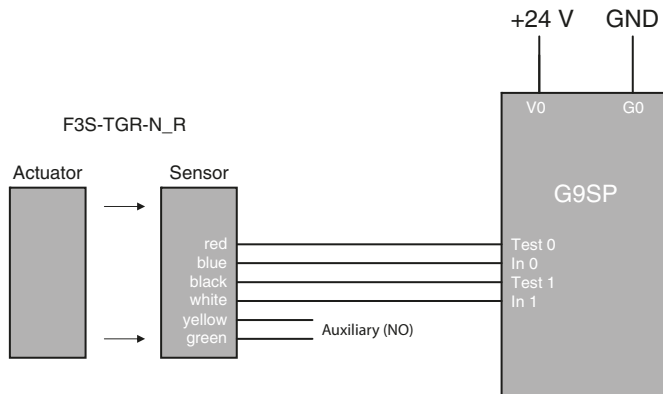 +24 V GND
V0 G0
F3S-TGR-N_R
Actuator Sensor
G9SP
red Test 0
blue In 0
black Test 1
white In 1
yellow
green
Auxiliary (NO)